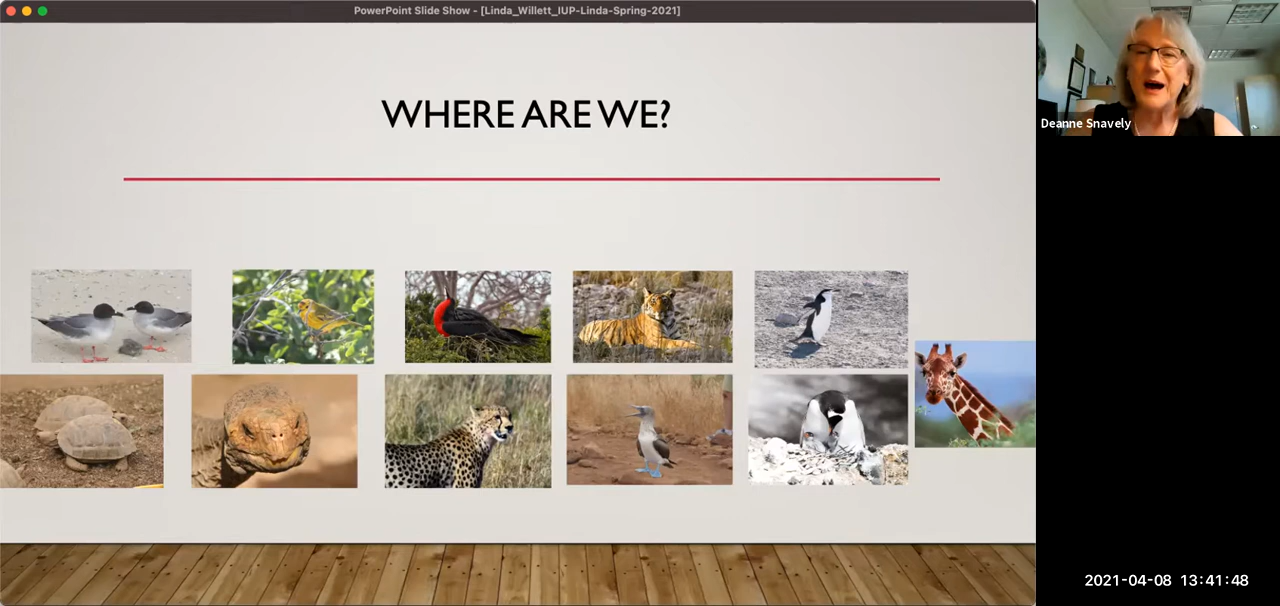 PowerPoint Slide Show - [Linda_Willett_IUP-Linda-Spring-2021]
WHERE ARE WE?
Deanne Snavely
2021-04-08 13:41:48